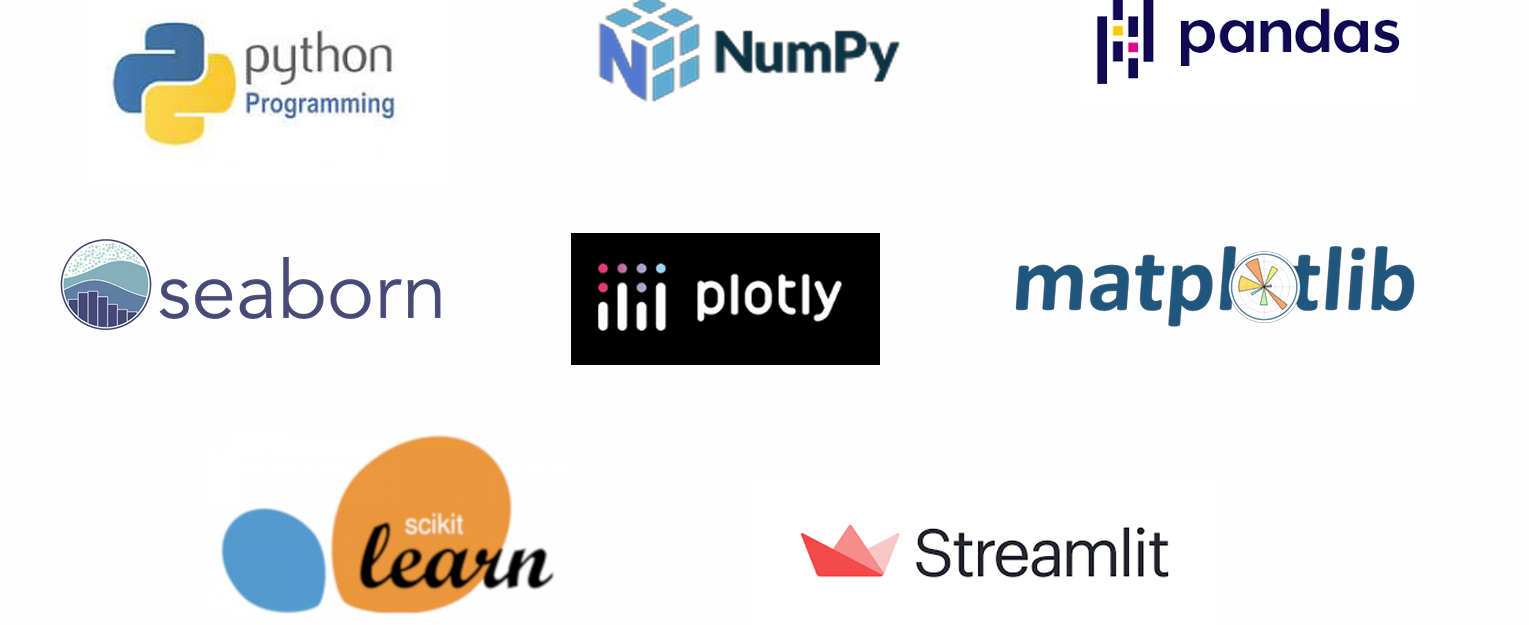 python
Programming
NumPy
pandas
seaborn
plotly
matplotlib
scikit
learn
Streamlit